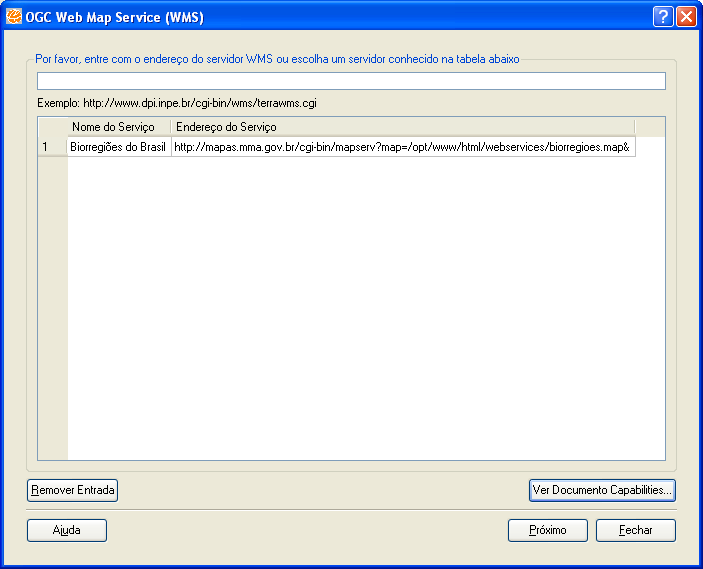 OGC Web Map Service (WMS)
Por favor, entre com o endereço do servidor WMS ou escolha um servidor conhecido na tabela abaixo
Exemplo: http://www.dpi.inpe.br/cgi-bin/wms/terrawms.cgi
Nome do Serviço Endereço do Serviço
1 Biorregiões do Brasil http://mapas.mma.gov.br/cgi-bin/mapserv?map=/opt/www/html/webservices/biorregioes.map&
Remover Entrada Ver Documento Capabilities...
Ajuda Próximo Fechar